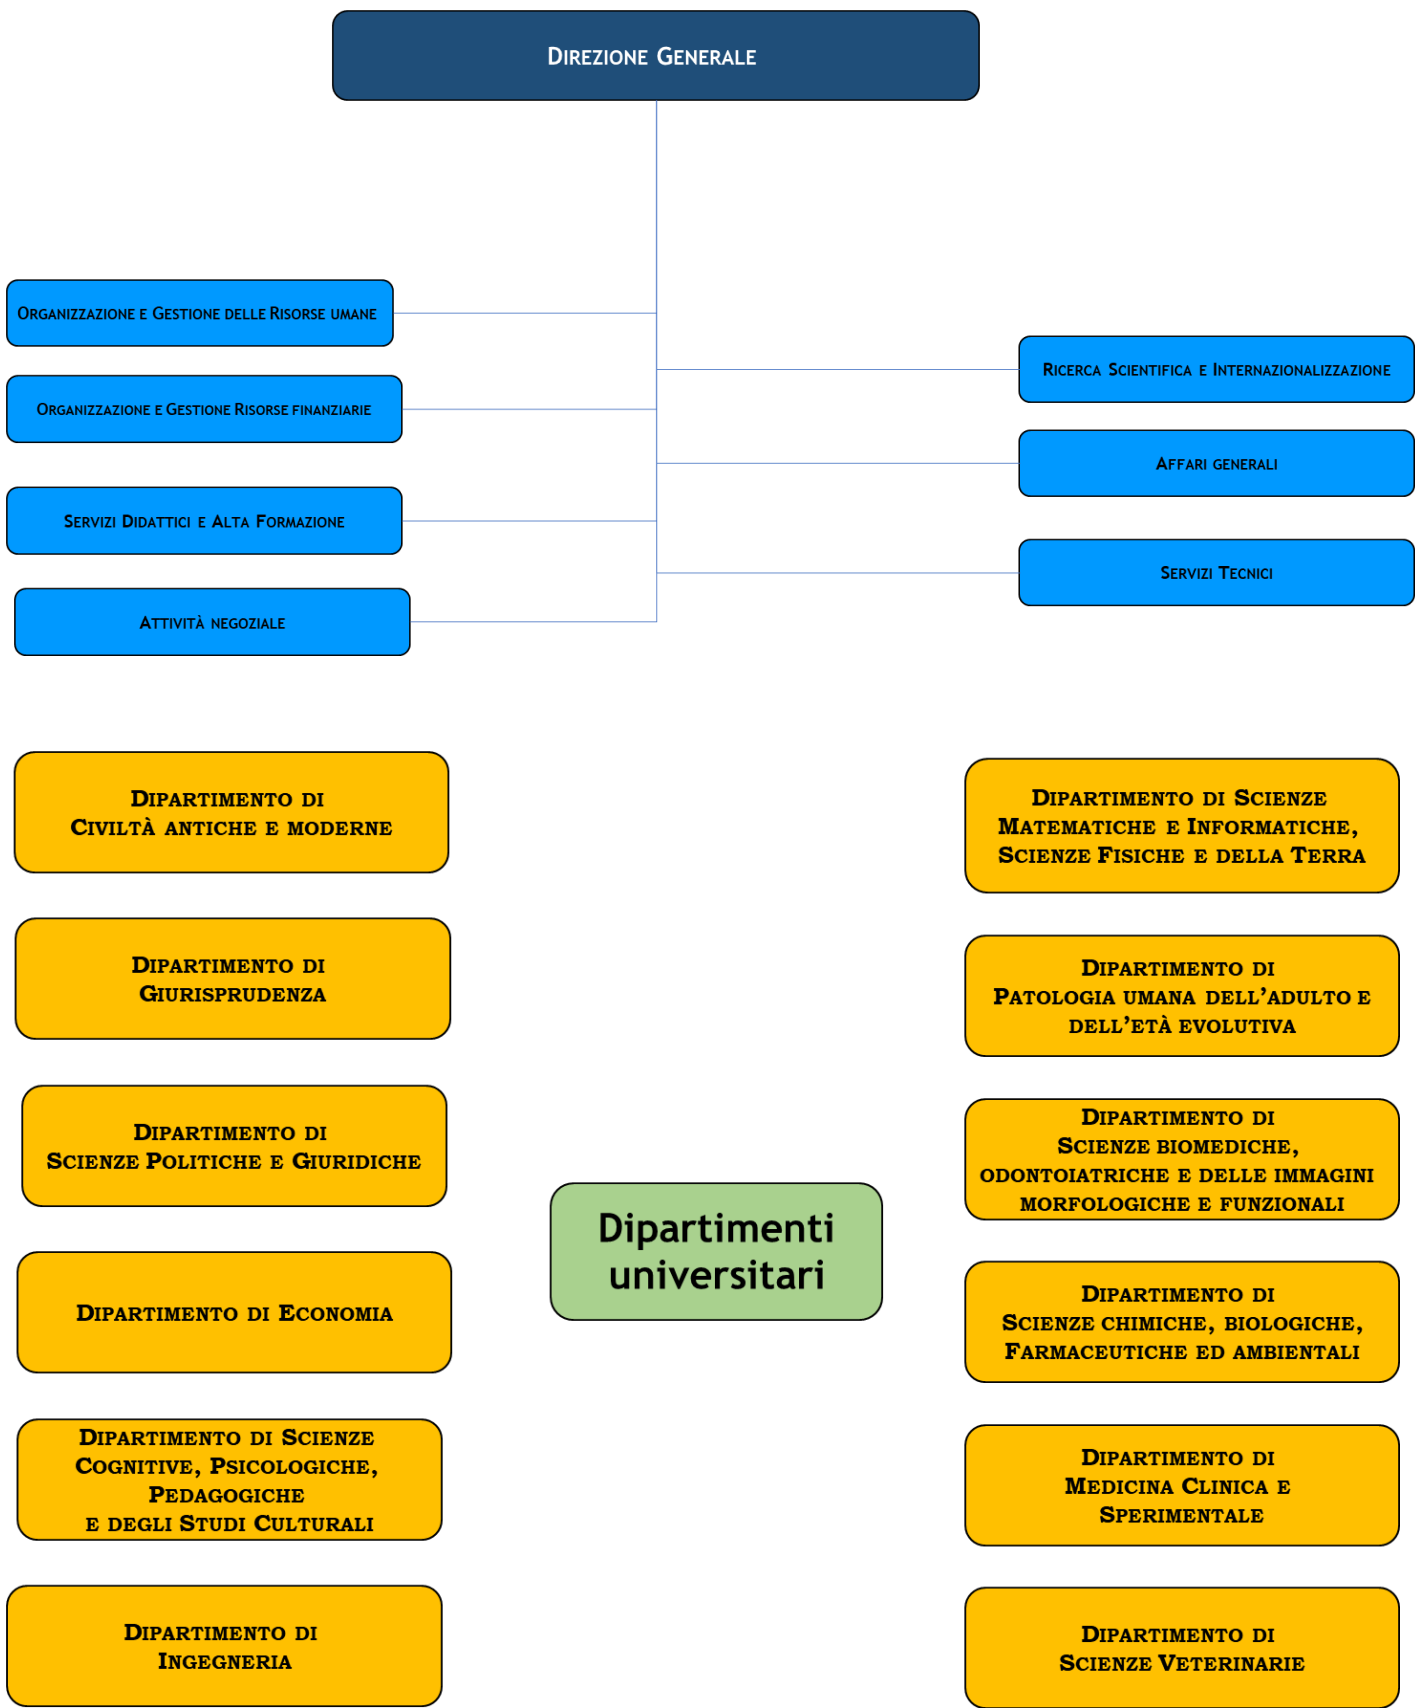 Direzione Generale
Organizzazione e Gestione delle Risorse umane
Organizzazione e Gestione Risorse finanziarie
Servizi Didattici e Alta Formazione
Attività negoziale
Ricerca Scientifica e Internazionalizzazione
Affari generali
Servizi Tecnici
Dipartimento di
Civiltà antiche e moderne
Dipartimento di
Giurisprudenza
Dipartimento di
Scienze Politiche e Giuridiche
Dipartimento di Economia
Dipartimento di Scienze
Cognitive, Psicologiche,
Pedagogiche
e degli Studi Culturali
Dipartimento di
Ingegneria
Dipartimenti
universitari
Dipartimento di Scienze
Matematiche e Informatiche,
Scienze Fisiche e della Terra
Dipartimento di
Patologia umana dell’adulto e
dell’età evolutiva
Dipartimento di
Scienze biomediche,
odontoiatriche e delle immagini
morfologiche e funzionali
Dipartimento di
Scienze chimiche, biologiche,
Farmaceutiche ed ambientali
Dipartimento di
Medicina Clinica e
Sperimentale
Dipartimento di
Scienze Veterinarie